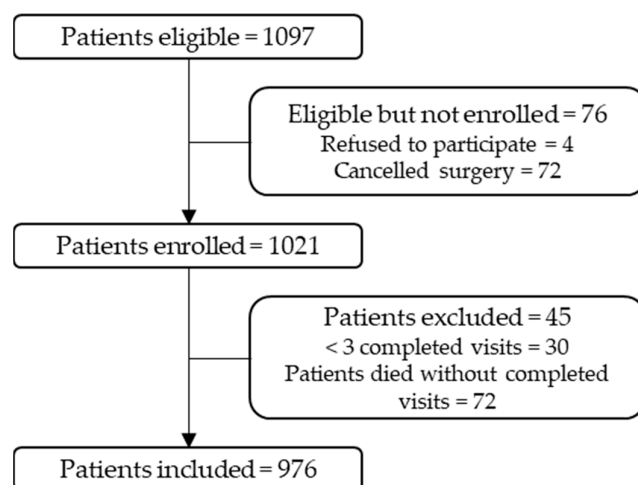 Patients eligible = 1097
Eligible but not enrolled = 76
Refused to participate = 4
Cancelled surgery = 72
Patients enrolled = 1021
Patients excluded = 45
< 3 completed visits = 30
Patients died without completed
visits = 72
Patients included = 976